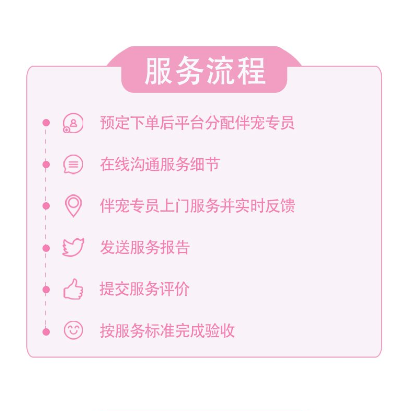 服务流程
预定下单后平台分配伴宠专员
在线沟通服务细节
伴宠专员上门服务并实时反馈
发送服务报告
提交服务评价
按服务标准完成验收